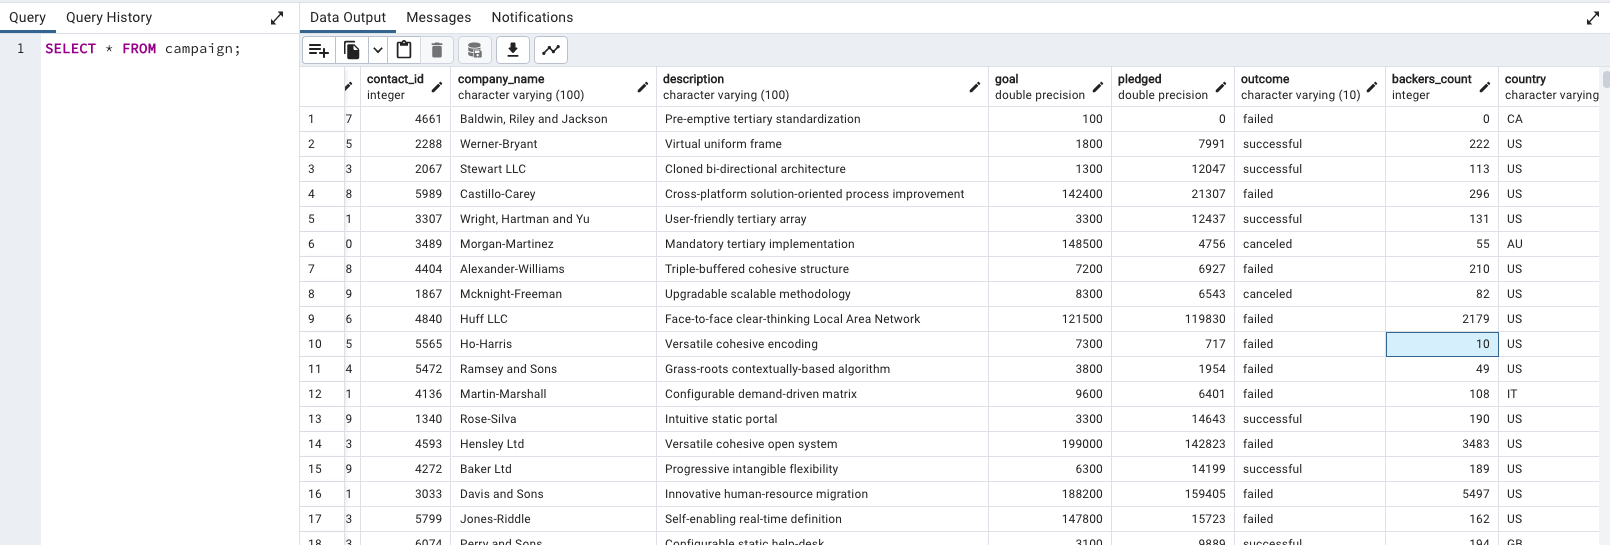 Query Query History Data Output Messages Notifications
1 SELECT * FROM campaign;
contact_id company_name description goal pledged outcome backers_count country
integer character varying (100) character varying (100) double precision double precision character varying (10) integer character varying
1 7 4661 Baldwin, Riley and Jackson Pre-emptive tertiary standardization 100 0 failed 0 CA
2 5 2288 Werner-Bryant Virtual uniform frame 1800 7991 successful 222 US
3 3 2067 Stewart LLC Cloned bi-directional architecture 1300 12047 successful 113 US
4 8 5989 Castillo-Carey Cross-platform solution-oriented process improvement 142400 21307 failed 296 US
5 1 3307 Wright, Hartman and Yu User-friendly tertiary array 3300 12437 successful 131 US
6 0 3489 Morgan-Martinez Mandatory tertiary implementation 148500 4756 canceled 55 AU
7 8 4404 Alexander-Williams Triple-buffered cohesive structure 7200 6927 failed 210 US
8 9 1867 Mcknight-Freeman Upgradable scalable methodology 8300 6543 canceled 82 US
9 6 4840 Huff LLC Face-to-face clear-thinking Local Area Network 121500 119830 failed 2179 US
10 5 5565 Ho-Harris Versatile cohesive encoding 7300 717 failed 10 US
11 4 5472 Ramsey and Sons Grass-roots contextually-based algorithm 3800 1954 failed 49 US
12 1 4136 Martin-Marshall Configurable demand-driven matrix 9600 6401 failed 108 IT
13 9 1340 Rose-Silva Intuitive static portal 3300 14643 successful 190 US
14 3 4593 Hensley Ltd Versatile cohesive open system 199000 142823 failed 3483 US
15 9 4272 Baker Ltd Progressive intangible flexibility 6300 14199 successful 189 US
16 1 3033 Davis and Sons Innovative human-resource migration 188200 159405 failed 5497 US
17 3 5799 Jones-Riddle Self-enabling real-time definition 147800 15723 failed 162 US
18 3 6074 Perry and Sons Configurable static help-desk 3100 9889 successful 194 GB